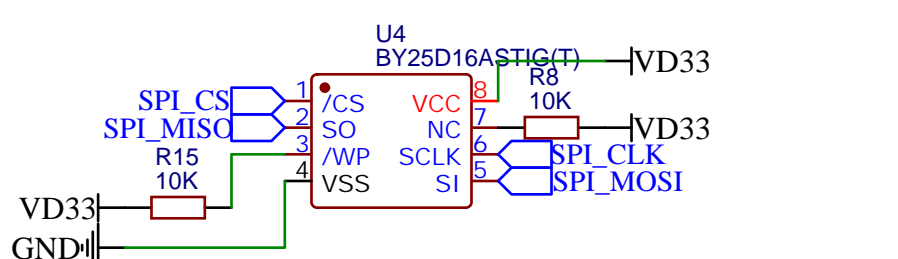 U4
BY25D16ASTIG(T)
VD33
R8
10K
SPI_CS
1
/CS
VCC
8
SPI_MISO
2
SO
NC
7
VD33
R15
10K
3
/WP
SCLK
6
SPI_CLK
4
VSS
SI
5
SPI_MOSI
VD33
GND